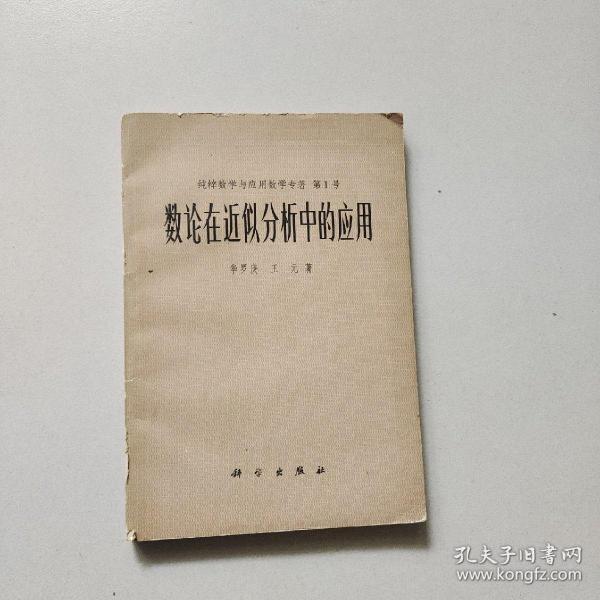 纯粹数学与应用数学专著 第1号
数论在近似分析中的应用
华罗庚 王 元 著
科学出版社
孔夫子旧書网
www.kongfz.com